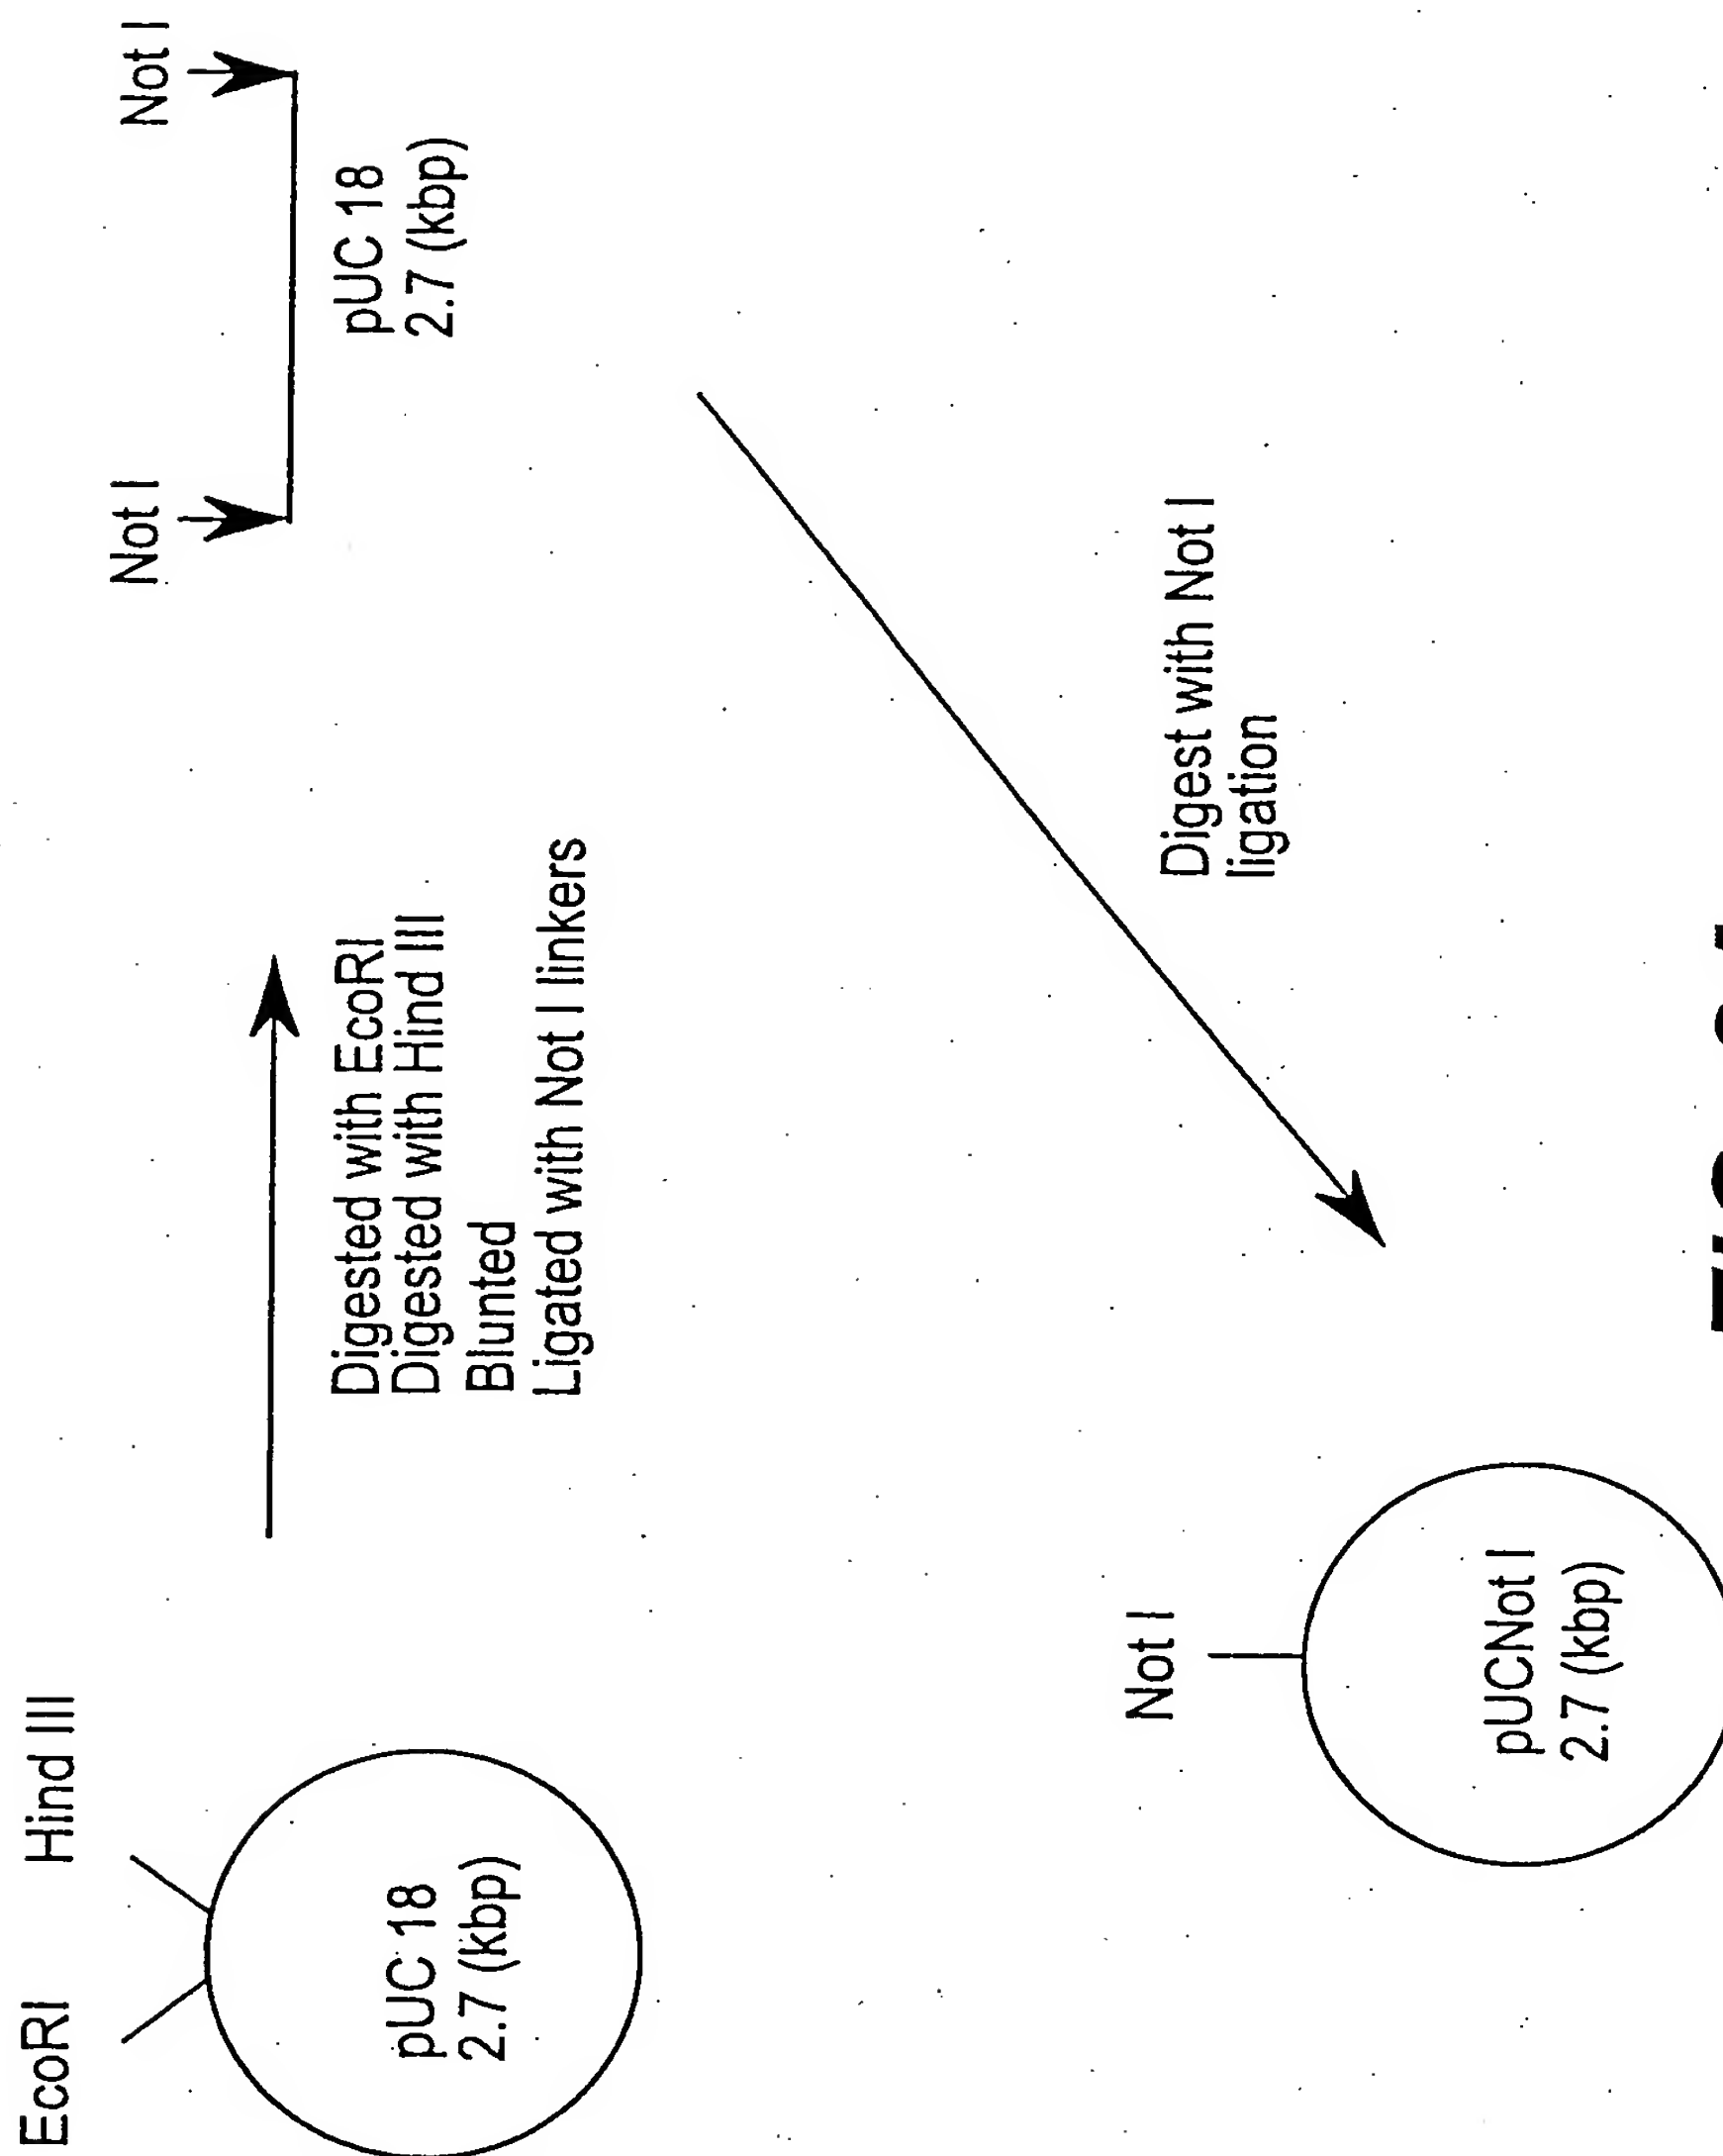 EcoRI
Hind III
pUC 18
2.7 (kbp)
Digested with EcoRI
Digested with Hind III
Blunted
Ligated with Not I linkers
Not I
Not I
pUC 18
2.7 (kbp)
Digest with Not I
ligation
Not I
pUCNot I
2.7 (kbp)